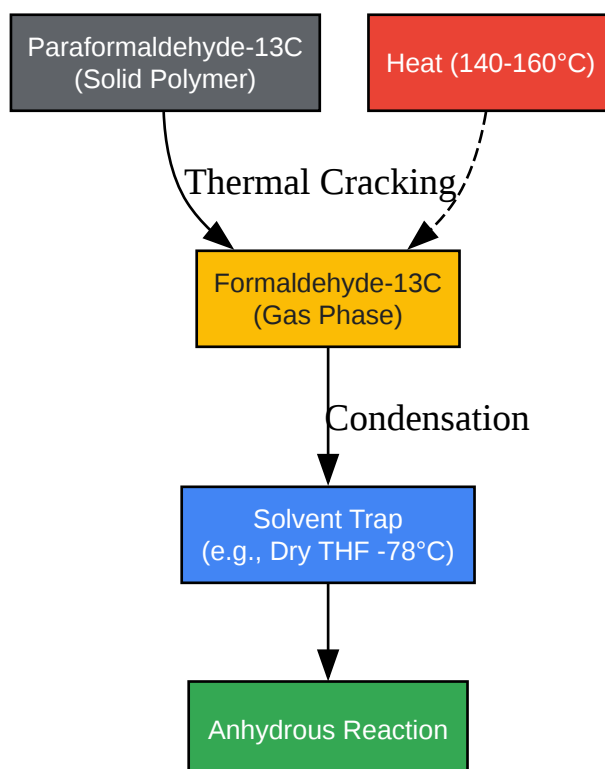 Paraformaldehyde-13C
(Solid Polymer)
Heat (140-160°C)
Thermal Cracking
Formaldehyde-13C
(Gas Phase)
Condensation
Solvent Trap
(e.g., Dry THF -78°C)
Anhydrous Reaction